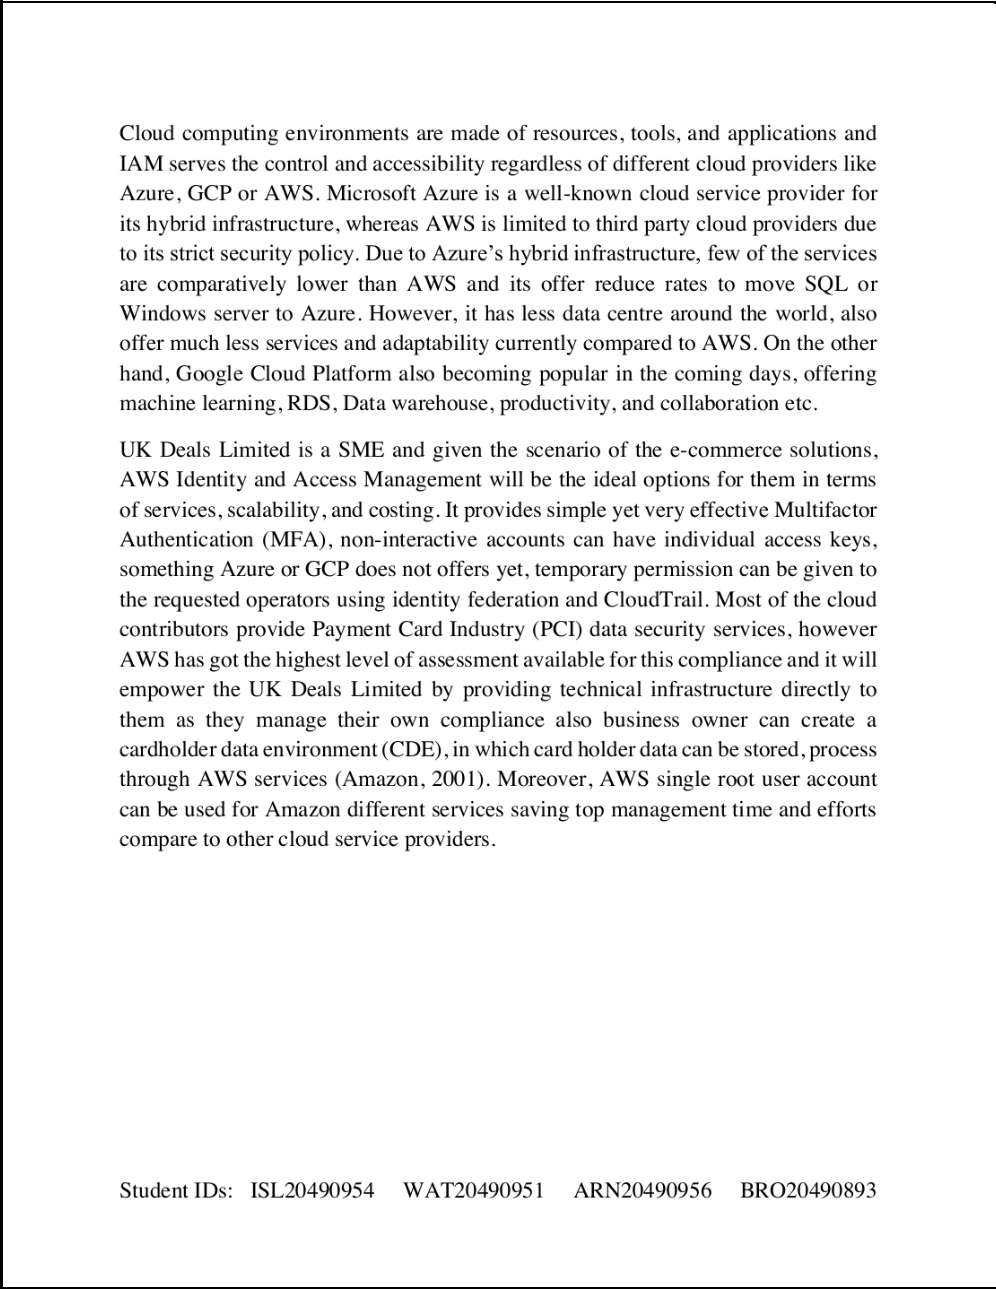 Cloud computing environments are made of resources, tools, and applications and
IAM serves the control and accessibility regardless of different cloud providers like
Azure, GCP or AWS. Microsoft Azure is a well-known cloud service provider for
its hybrid infrastructure, whereas AWS is limited to third party cloud providers due
to its strict security policy. Due to Azure’s hybrid infrastructure, few of the services
are comparatively lower than AWS and its offer reduce rates to move SQL or
Windows server to Azure. However, it has less data centre around the world, also
offer much less services and adaptability currently compared to AWS. On the other
hand, Google Cloud Platform also becoming popular in the coming days, offering
machine learning, RDS, Data warehouse, productivity, and collaboration etc.
UK Deals Limited is a SME and given the scenario of the e-commerce solutions,
AWS Identity and Access Management will be the ideal options for them in terms
of services, scalability, and costing. It provides simple yet very effective Multifactor
Authentication (MFA), non-interactive accounts can have individual access keys,
something Azure or GCP does not offers yet, temporary permission can be given to
the requested operators using identity federation and CloudTrail. Most of the cloud
contributors provide Payment Card Industry (PCI) data security services, however
AWS has got the highest level of assessment available for this compliance and it will
empower the UK Deals Limited by providing technical infrastructure directly to
them as they manage their own compliance also business owner can create a
cardholder data environment (CDE), in which card holder data can be stored, process
through AWS services (Amazon, 2001). Moreover, AWS single root user account
can be used for Amazon different services saving top management time and efforts
compare to other cloud service providers.
Student IDs: ISL20490954 WAT20490951 ARN20490956 BRO20490893